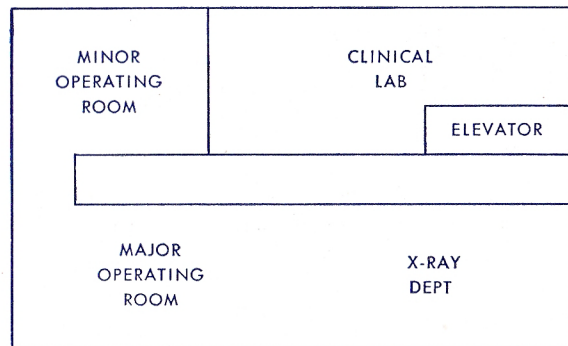 MINOR
OPERATING
ROOM
CLINICAL
LAB
ELEVATOR
MAJOR
OPERATING
ROOM
X-RAY
DEPT